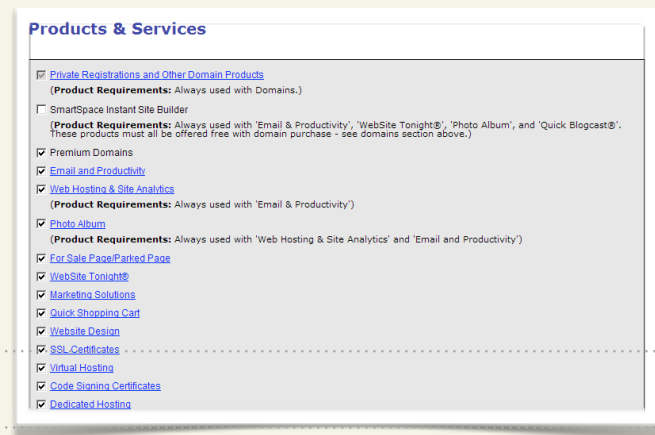 Products & Services
Private Registrations and Other Domain Products
(Product Requirements: Always used with Domains.)
SmartSpace Instant Site Builder
(Product Requirements: Always used with 'Email & Productivity', 'WebSite Tonight®', 'Photo Album', and 'Quick Blogcast®'.
These products must all be offered free with domain purchase - see domains section above.)
Premium Domains
Email and Productivity
Web Hosting & Site Analytics
(Product Requirements: Always used with 'Email & Productivity')
Photo Album
(Product Requirements: Always used with 'Web Hosting & Site Analytics' and 'Email and Productivity')
For Sale Page/Parked Page
WebSite Tonight®
Marketing Solutions
Quick Shopping Cart
Website Design
SSL Certificates
Virtual Hosting
Code Signing Certificates
Dedicated Hosting